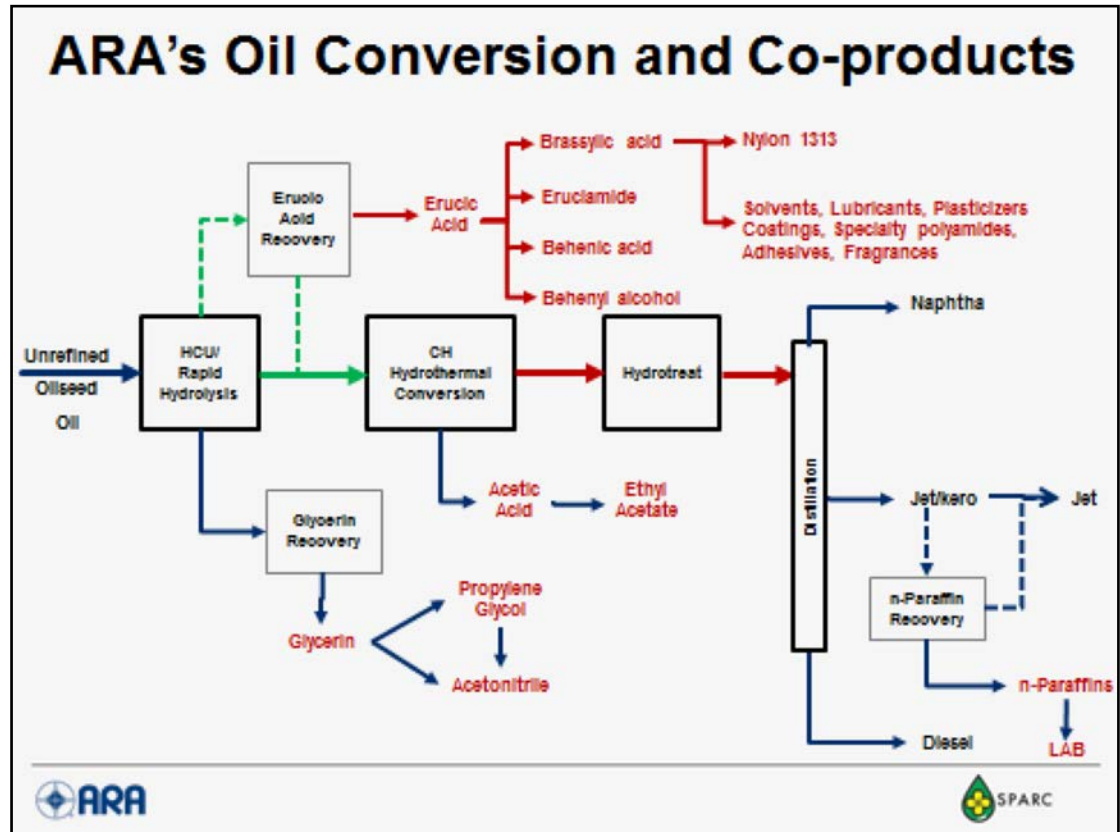 ARA's Oil Conversion and Co-products
Brassylic acid
Nylon 1313
Erucic
Acid
Recovery
Erucic
Acid
Eruciamide
Solvents, Lubricants, Plasticizers
Coatings, Specialty polyamides,
Adhesives, Fragrances
Behenic acid
Behenyl alcohol
Naphtha
Unrefined
Oilseed
Oil
HCU/
Rapid
Hydrolysis
CH
Hydrothermal
Conversion
Hydrotreat
Distillation
Acetic
Acid
Ethyl
Acetate
Jet/kero
Jet
Glycerin
Recovery
Propylene
Glycol
n-Paraffin
Recovery
Glycerin
Acetonitrile
n-Paraffins
Diesel
LAB
ARA
SPARC